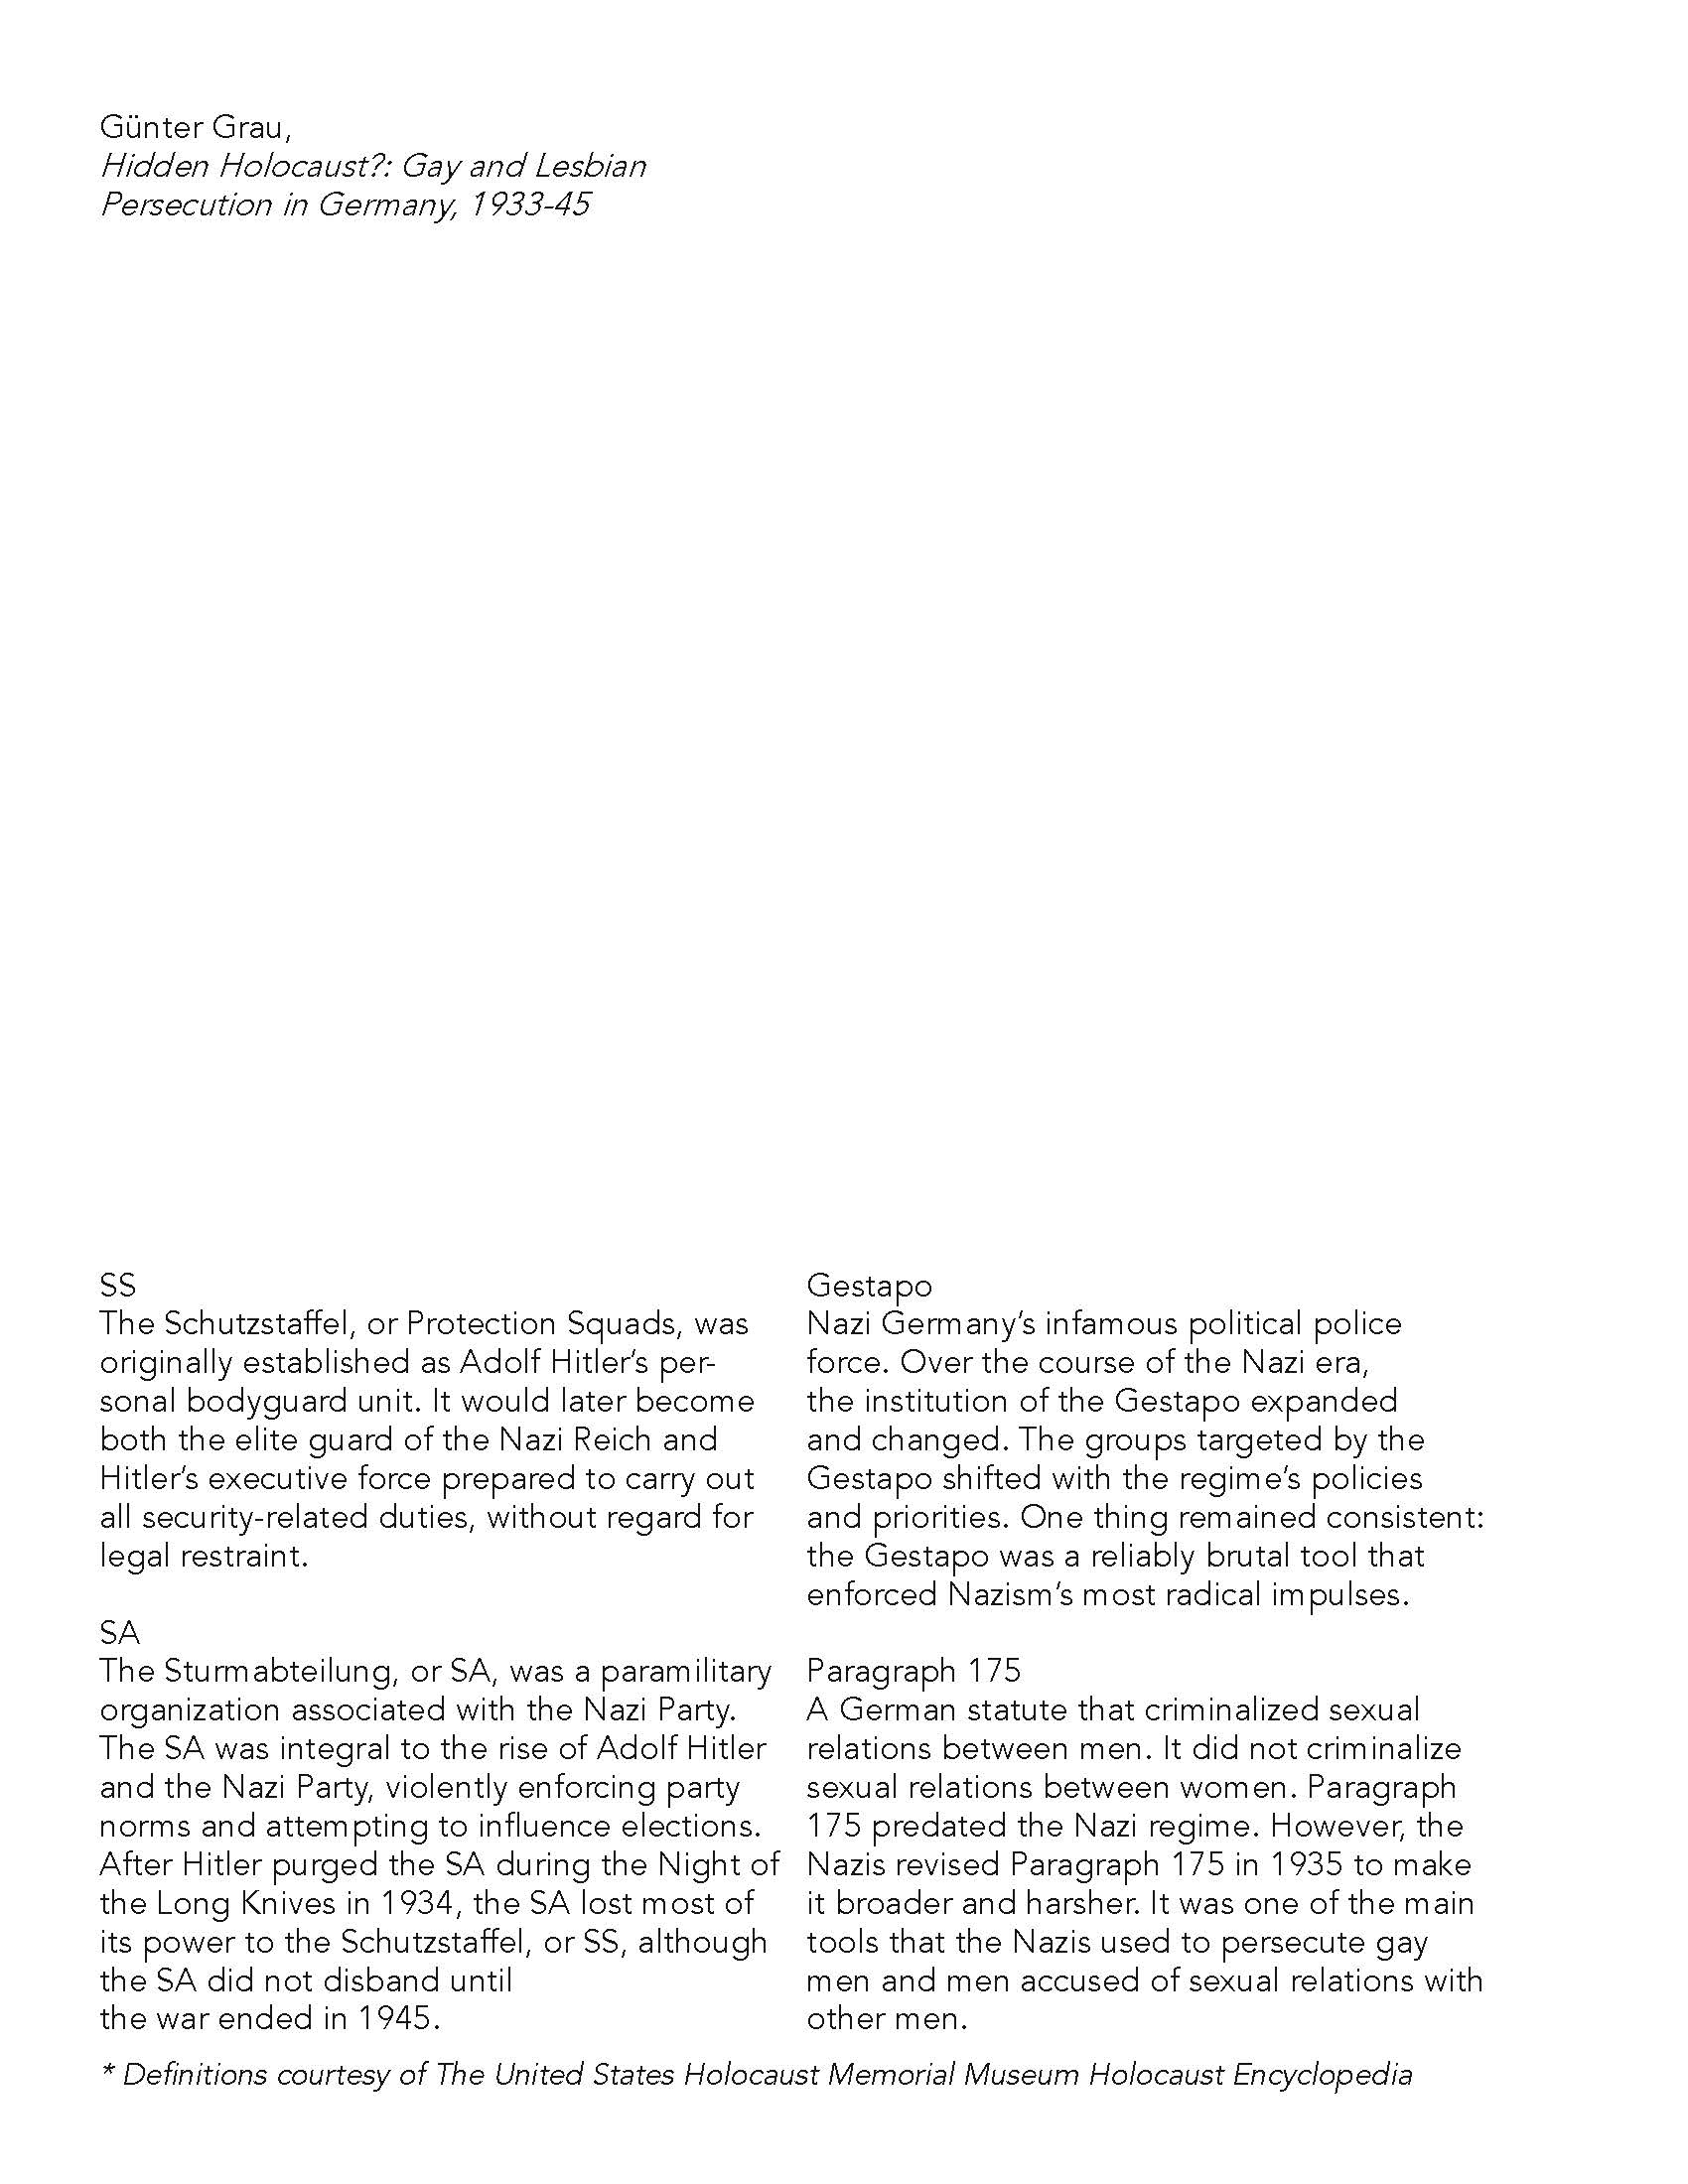 Günter Grau,
Hidden Holocaust?: Gay and Lesbian
Persecution in Germany, 1933-45
SS
The Schutzstaffel, or Protection Squads, was
originally established as Adolf Hitler’s per-
sonal bodyguard unit. It would later become
both the elite guard of the Nazi Reich and
Hitler’s executive force prepared to carry out
all security-related duties, without regard for
legal restraint.
SA
The Sturmabteilung, or SA, was a paramilitary
organization associated with the Nazi Party.
The SA was integral to the rise of Adolf Hitler
and the Nazi Party, violently enforcing party
norms and attempting to influence elections.
After Hitler purged the SA during the Night of
the Long Knives in 1934, the SA lost most of
its power to the Schutzstaffel, or SS, although
the SA did not disband until
the war ended in 1945.
Gestapo
Nazi Germany’s infamous political police
force. Over the course of the Nazi era,
the institution of the Gestapo expanded
and changed. The groups targeted by the
Gestapo shifted with the regime’s policies
and priorities. One thing remained consistent:
the Gestapo was a reliably brutal tool that
enforced Nazism’s most radical impulses.
Paragraph 175
A German statute that criminalized sexual
relations between men. It did not criminalize
sexual relations between women. Paragraph
175 predated the Nazi regime. However, the
Nazis revised Paragraph 175 in 1935 to make
it broader and harsher. It was one of the main
tools that the Nazis used to persecute gay
men and men accused of sexual relations with
other men.
* Definitions courtesy of The United States Holocaust Memorial Museum Holocaust Encyclopedia